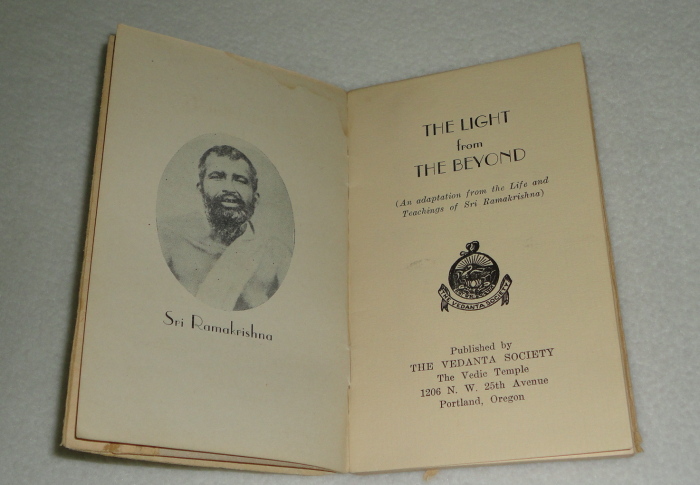 Sri Ramakrishna
THE LIGHT
from
THE BEYOND
(An adaptation from the Life and
Teachings of Sri Ramakrishna)
THE VEDANTA SOCIETY
Published by
THE VEDANTA SOCIETY
The Vedic Temple
1206 N. W. 25th Avenue
Portland, Oregon